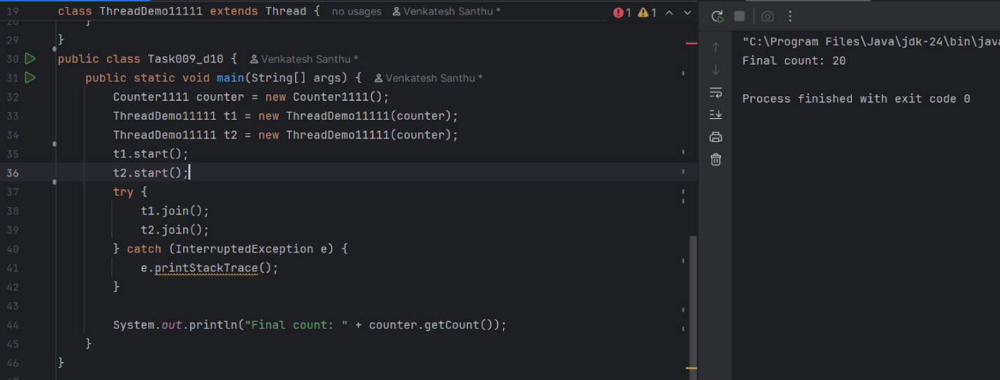 19 class ThreadDemo11111 extends Thread { no usages Venkatesh Santhu * 1 1
28 }
29 }
30 public class Task009_d10 { Venkatesh Santhu *
31 public static void main(String[] args) { Venkatesh Santhu *
32 Counter1111 counter = new Counter1111();
33 ThreadDemo11111 t1 = new ThreadDemo11111(counter);
34 ThreadDemo11111 t2 = new ThreadDemo11111(counter);
35 t1.start();
36 t2.start();
37 try {
38 t1.join();
39 t2.join();
40 } catch (InterruptedException e) {
41 e.printStackTrace();
42 }
43
44 System.out.println("Final count: " + counter.getCount());
45 }
46 }
"C:\Program Files\Java\jdk-24\bin\jav
Final count: 20
Process finished with exit code 0